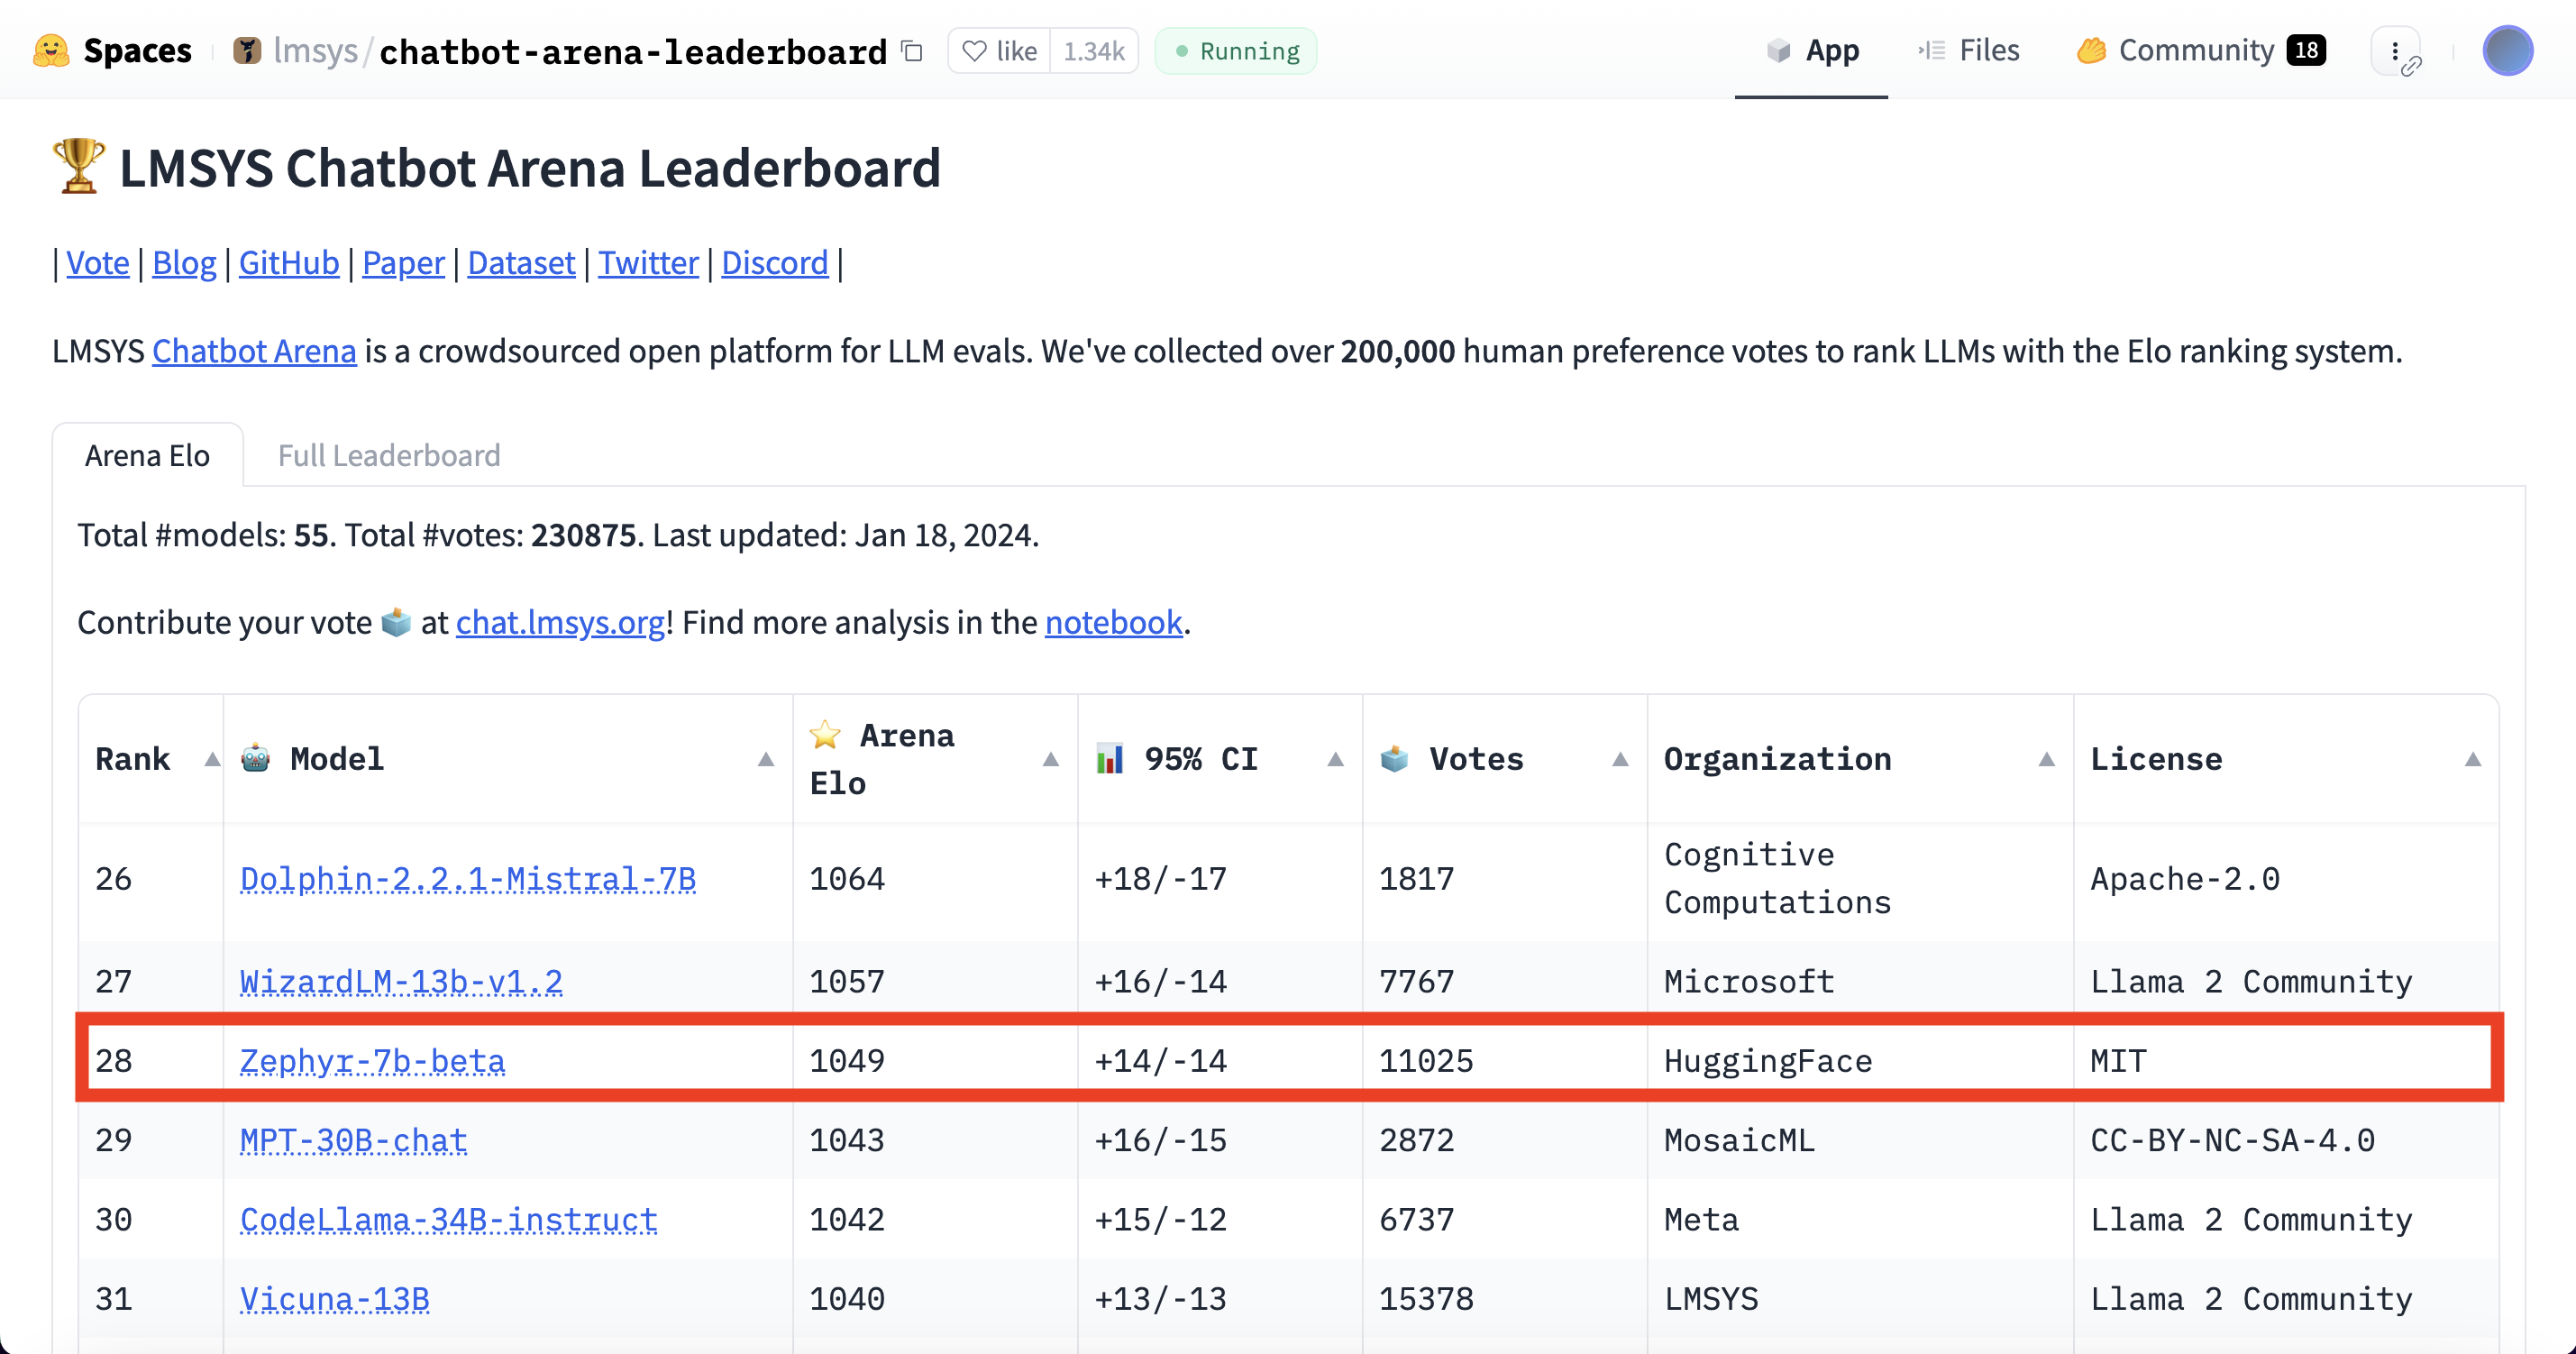 Spaces lmsys/chatbot-arena-leaderboard like 1.34k Running App Files Community 18
LMSYS Chatbot Arena Leaderboard
| Vote | Blog | GitHub | Paper | Dataset | Twitter | Discord |
LMSYS Chatbot Arena is a crowdsourced open platform for LLM evals. We've collected over 200,000 human preference votes to rank LLMs with the Elo ranking system.
Arena Elo Full Leaderboard
Total #models: 55. Total #votes: 230875. Last updated: Jan 18, 2024.
Contribute your vote at chat.lmsys.org! Find more analysis in the notebook.
Rank Model Arena Elo 95% CI Votes Organization License
26 Dolphin-2.2.1-Mistral-7B 1064 +18/-17 1817 Cognitive Computations Apache-2.0
27 WizardLM-13b-v1.2 1057 +16/-14 7767 Microsoft Llama 2 Community
28 Zephyr-7b-beta 1049 +14/-14 11025 HuggingFace MIT
29 MPT-30B-chat 1043 +16/-15 2872 MosaicML CC-BY-NC-SA-4.0
30 CodeLlama-34B-instruct 1042 +15/-12 6737 Meta Llama 2 Community
31 Vicuna-13B 1040 +13/-13 15378 LMSYS Llama 2 Community